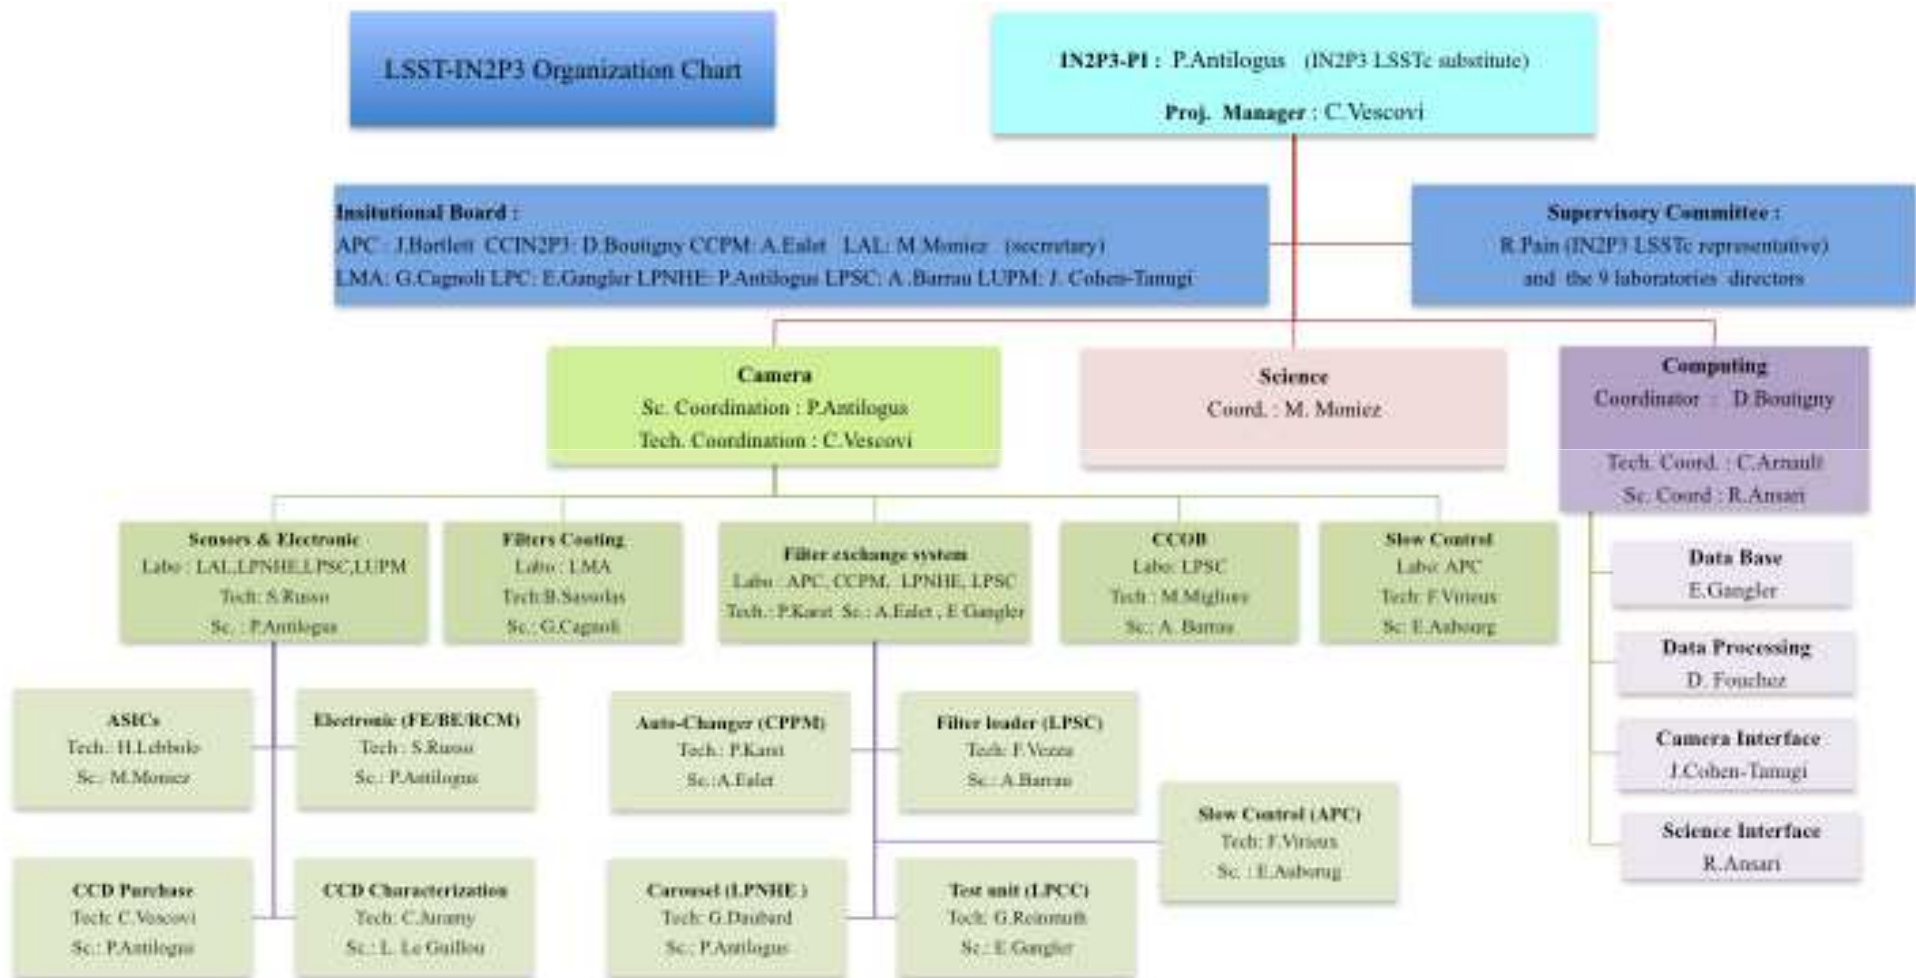 LSST-IN2P3 Organization Chart
IN2P3-PI : P.Antilogus (IN2P3 LSSTc substitute)
Proj. Manager : C.Vescovi
Insitutional Board :
APC : J.Bartlett CCIN2P3: D.Boutigny CCPM: A.Ealet LAL: M.Moniez (secretary)
LMA: G.Cagnoli LPC: E.Gangler LPNHE: P.Antilogus LPSC: A .Barrau LUPM: J. Cohen-Tanugi
Supervisory Committee :
R.Pain (IN2P3 LSSTc representative)
and the 9 laboratories directors
Camera
Sc. Coordination : P.Antilogus
Tech. Coordination : C.Vescovi
Science
Coord. : M. Moniez
Computing
Coordinator : D.Boutigny
Tech. Coord. : C.Arnault
Sc. Coord : R.Ansari
Sensors & Electronic
Labo : LAL,LPNHE,LPSC,LUPM
Tech: S.Russo
Sc. : P.Antilogus
Filters Coating
Labo : LMA
Tech:B.Sassolas
Sc.: G.Cagnoli
Filter exchange system
Labo : APC, CCPM, LPNHE, LPSC
Tech.: P.Karst Sc.: A.Ealet , E Gangler
CCOB
Labo: LPSC
Tech : M.Migliore
Sc.: A. Barrau
Slow Control
Labo: APC
Tech: F.Virieux
Sc: E.Aubourg
Data Base
E.Gangler
Data Processing
D. Fouchez
Camera Interface
J.Cohen-Tanugi
Science Interface
R.Ansari
ASICs
Tech.: H.Lebbolo
Sc.: M.Moniez
Electronic (FE/BE/RCM)
Tech : S.Russo
Sc.: P.Antilogus
Auto-Changer (CPPM)
Tech.: P.Karst
Sc.:A.Ealet
Filter loader (LPSC)
Tech: F.Vezzu
Sc.: A.Barrau
Slow Control (APC)
Tech: F.Virieux
Sc. : E.Auborug
CCD Purchase
Tech: C.Vescovi
Sc.: P.Antilogus
CCD Characterization
Tech: C.Juramy
Sc.: L. Le Guillou
Carousel (LPNHE )
Tech: G.Daubard
Sc.: P.Antilogus
Test unit (LPCC)
Tech: G.Reinmuth
Sc.: E.Gangler